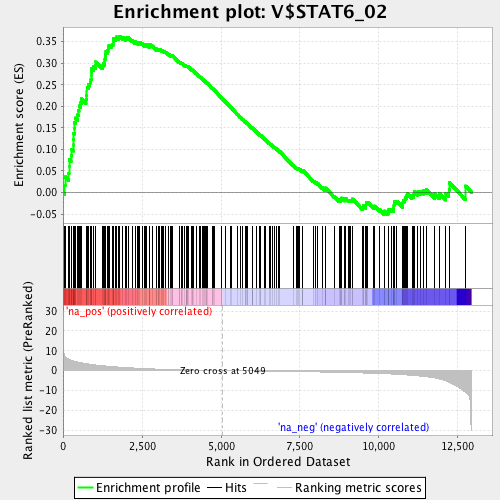 Enrichment plot: V$STAT6_02
Enrichment score (ES)
0.35
0.30
0.25
0.20
0.15
0.10
0.05
0.00
-0.05
'na_pos' (positively correlated)
Ranked list metric (PreRanked)
30
20
10
0
-10
-20
-30
Zero cross at 5049
'na_neg' (negatively correlated)
0
2,500
5,000
7,500
10,000
12,500
Rank in Ordered Dataset
Enrichment profile
Hits
Ranking metric scores